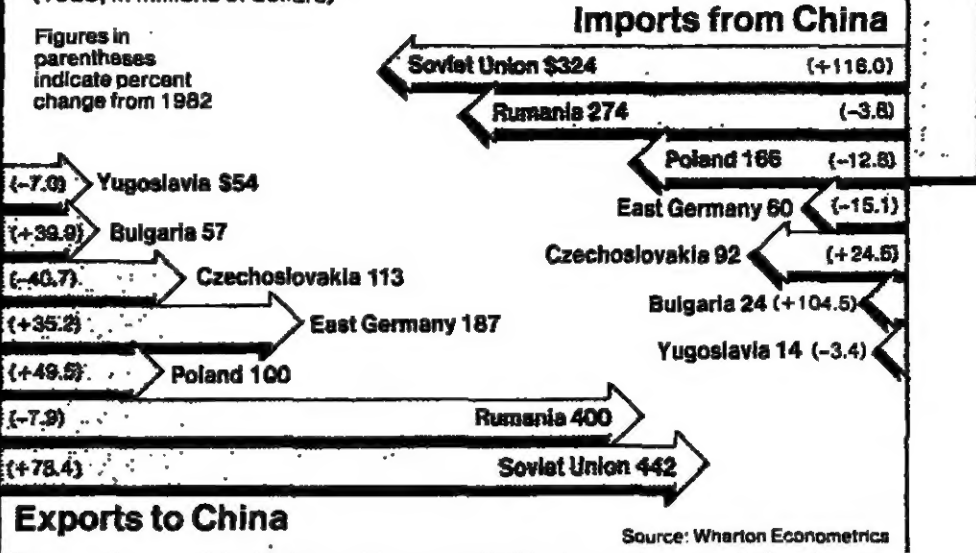 Imports from China
Figures in
parentheses
indicate percent
change from 1982
Soviet Union $324 (+116.0)
Rumania 274 (-3.8)
Poland 166 (-12.8)
East Germany 60 (-15.1)
Czechoslovakia 92 (+24.5)
Bulgaria 24 (+104.5)
Yugoslavia 14 (-3.4)
(-7.0) Yugoslavia $54
(+39.9) Bulgaria 57
(-40.7) Czechoslovakia 113
(+35.2) East Germany 187
(+49.5) Poland 100
(-7.9) Rumania 400
(+78.4) Soviet Union 442
Exports to China
Source: Wharton Econometrics